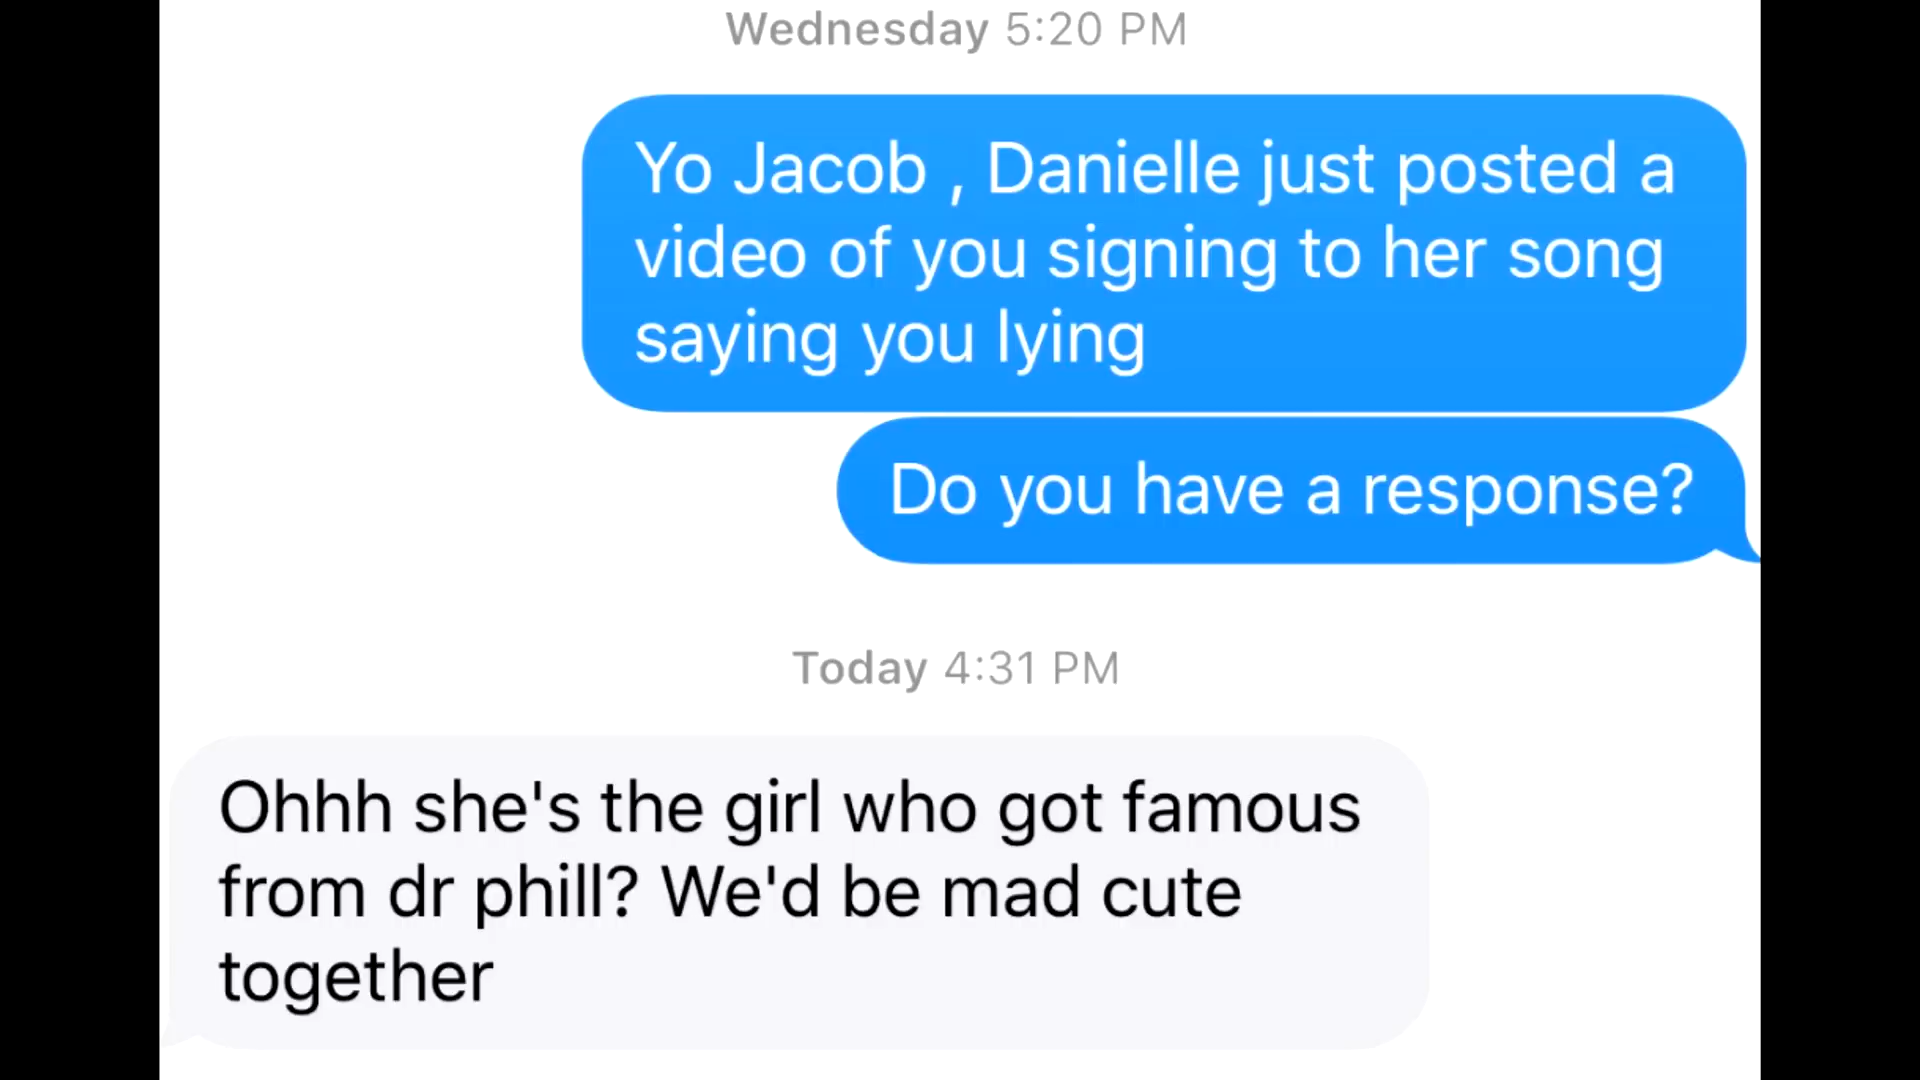 Wednesday 5:20 PM
Yo Jacob , Danielle just posted a
video of you signing to her song
saying you lying
Do you have a response?
Today 4:31 PM
Ohhh she's the girl who got famous
from dr phill? We'd be mad cute
together